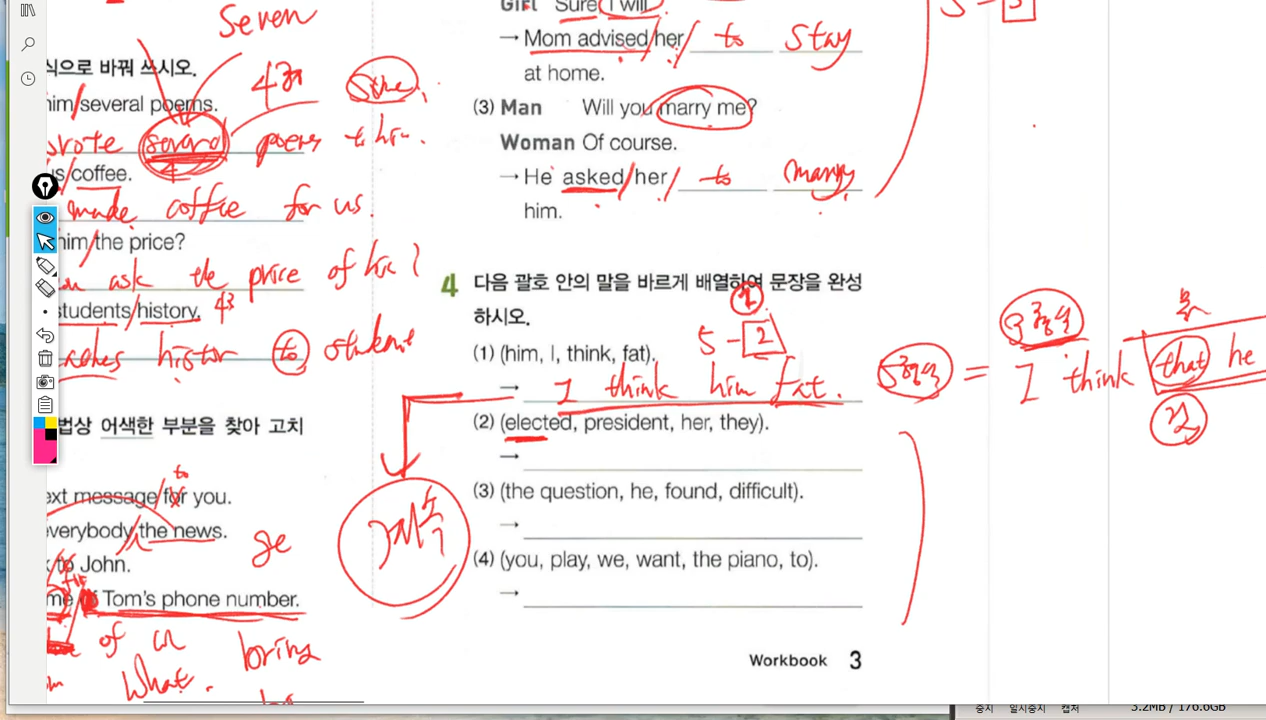 seven
식으로 바꿔 쓰시오.
him/several poems.
wrote several poems to him.
4형
us/coffee.
made coffee for us.
him/the price?
ask the price of him?
students/history. 43
teaches history to student
법상 어색한 부분을 찾아 고치
to
ext message/for you.
everybody/the news.
ge
to John.
me Tom's phone number.
of
what.
bring
Girl Sure I will
→ Mom advised/her/ to stay
at home.
(3) Man Will you marry me?
Woman Of course.
→ He asked/her/ to marry
him.
4 다음 괄호 안의 말을 바르게 배열하여 문장을 완성
하시오.
5-2
(1) (him, I, think, fat).
→ I think him fat.
(2) (elected, president, her, they).
→
(3) (the question, he, found, difficult).
→
(4) (you, play, we, want, the piano, to).
→
5형식 = I think that he
3형식
접
Workbook 3
중지 일시중지 캡처 3.2MB / 176.6GB